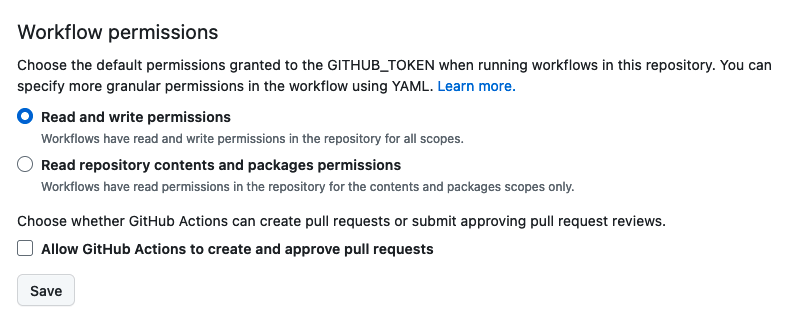 Workflow permissions
Choose the default permissions granted to the GITHUB_TOKEN when running workflows in this repository. You can
specify more granular permissions in the workflow using YAML. Learn more.
Read and write permissions
Workflows have read and write permissions in the repository for all scopes.
Read repository contents and packages permissions
Workflows have read permissions in the repository for the contents and packages scopes only.
Choose whether GitHub Actions can create pull requests or submit approving pull request reviews.
Allow GitHub Actions to create and approve pull requests
Save